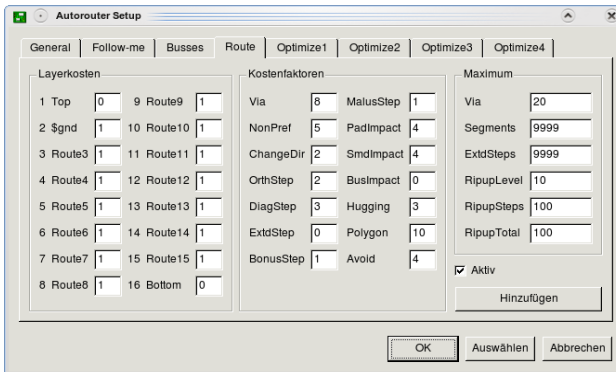 Autorouter Setup
General Follow-me Busses Route Optimize1 Optimize2 Optimize3 Optimize4
Layerkosten
1 Top 0 9 Route9 1
2 $gnd 1 10 Route10 1
3 Route3 1 11 Route11 1
4 Route4 1 12 Route12 1
5 Route5 1 13 Route13 1
6 Route6 1 14 Route14 1
7 Route7 1 15 Route15 1
8 Route8 1 16 Bottom 0
Kostenfaktoren
Via 8 MalusStep 1
NonPref 5 PadImpact 4
ChangeDir 2 SmdImpact 4
OrthStep 2 BusImpact 0
DiagStep 3 Hugging 3
ExtdStep 0 Polygon 10
BonusStep 1 Avoid 4
Maximum
Via 20
Segments 9999
ExtdSteps 9999
RipupLevel 10
RipupSteps 100
RipupTotal 100
Aktiv
Hinzufügen
OK Auswählen Abbrechen